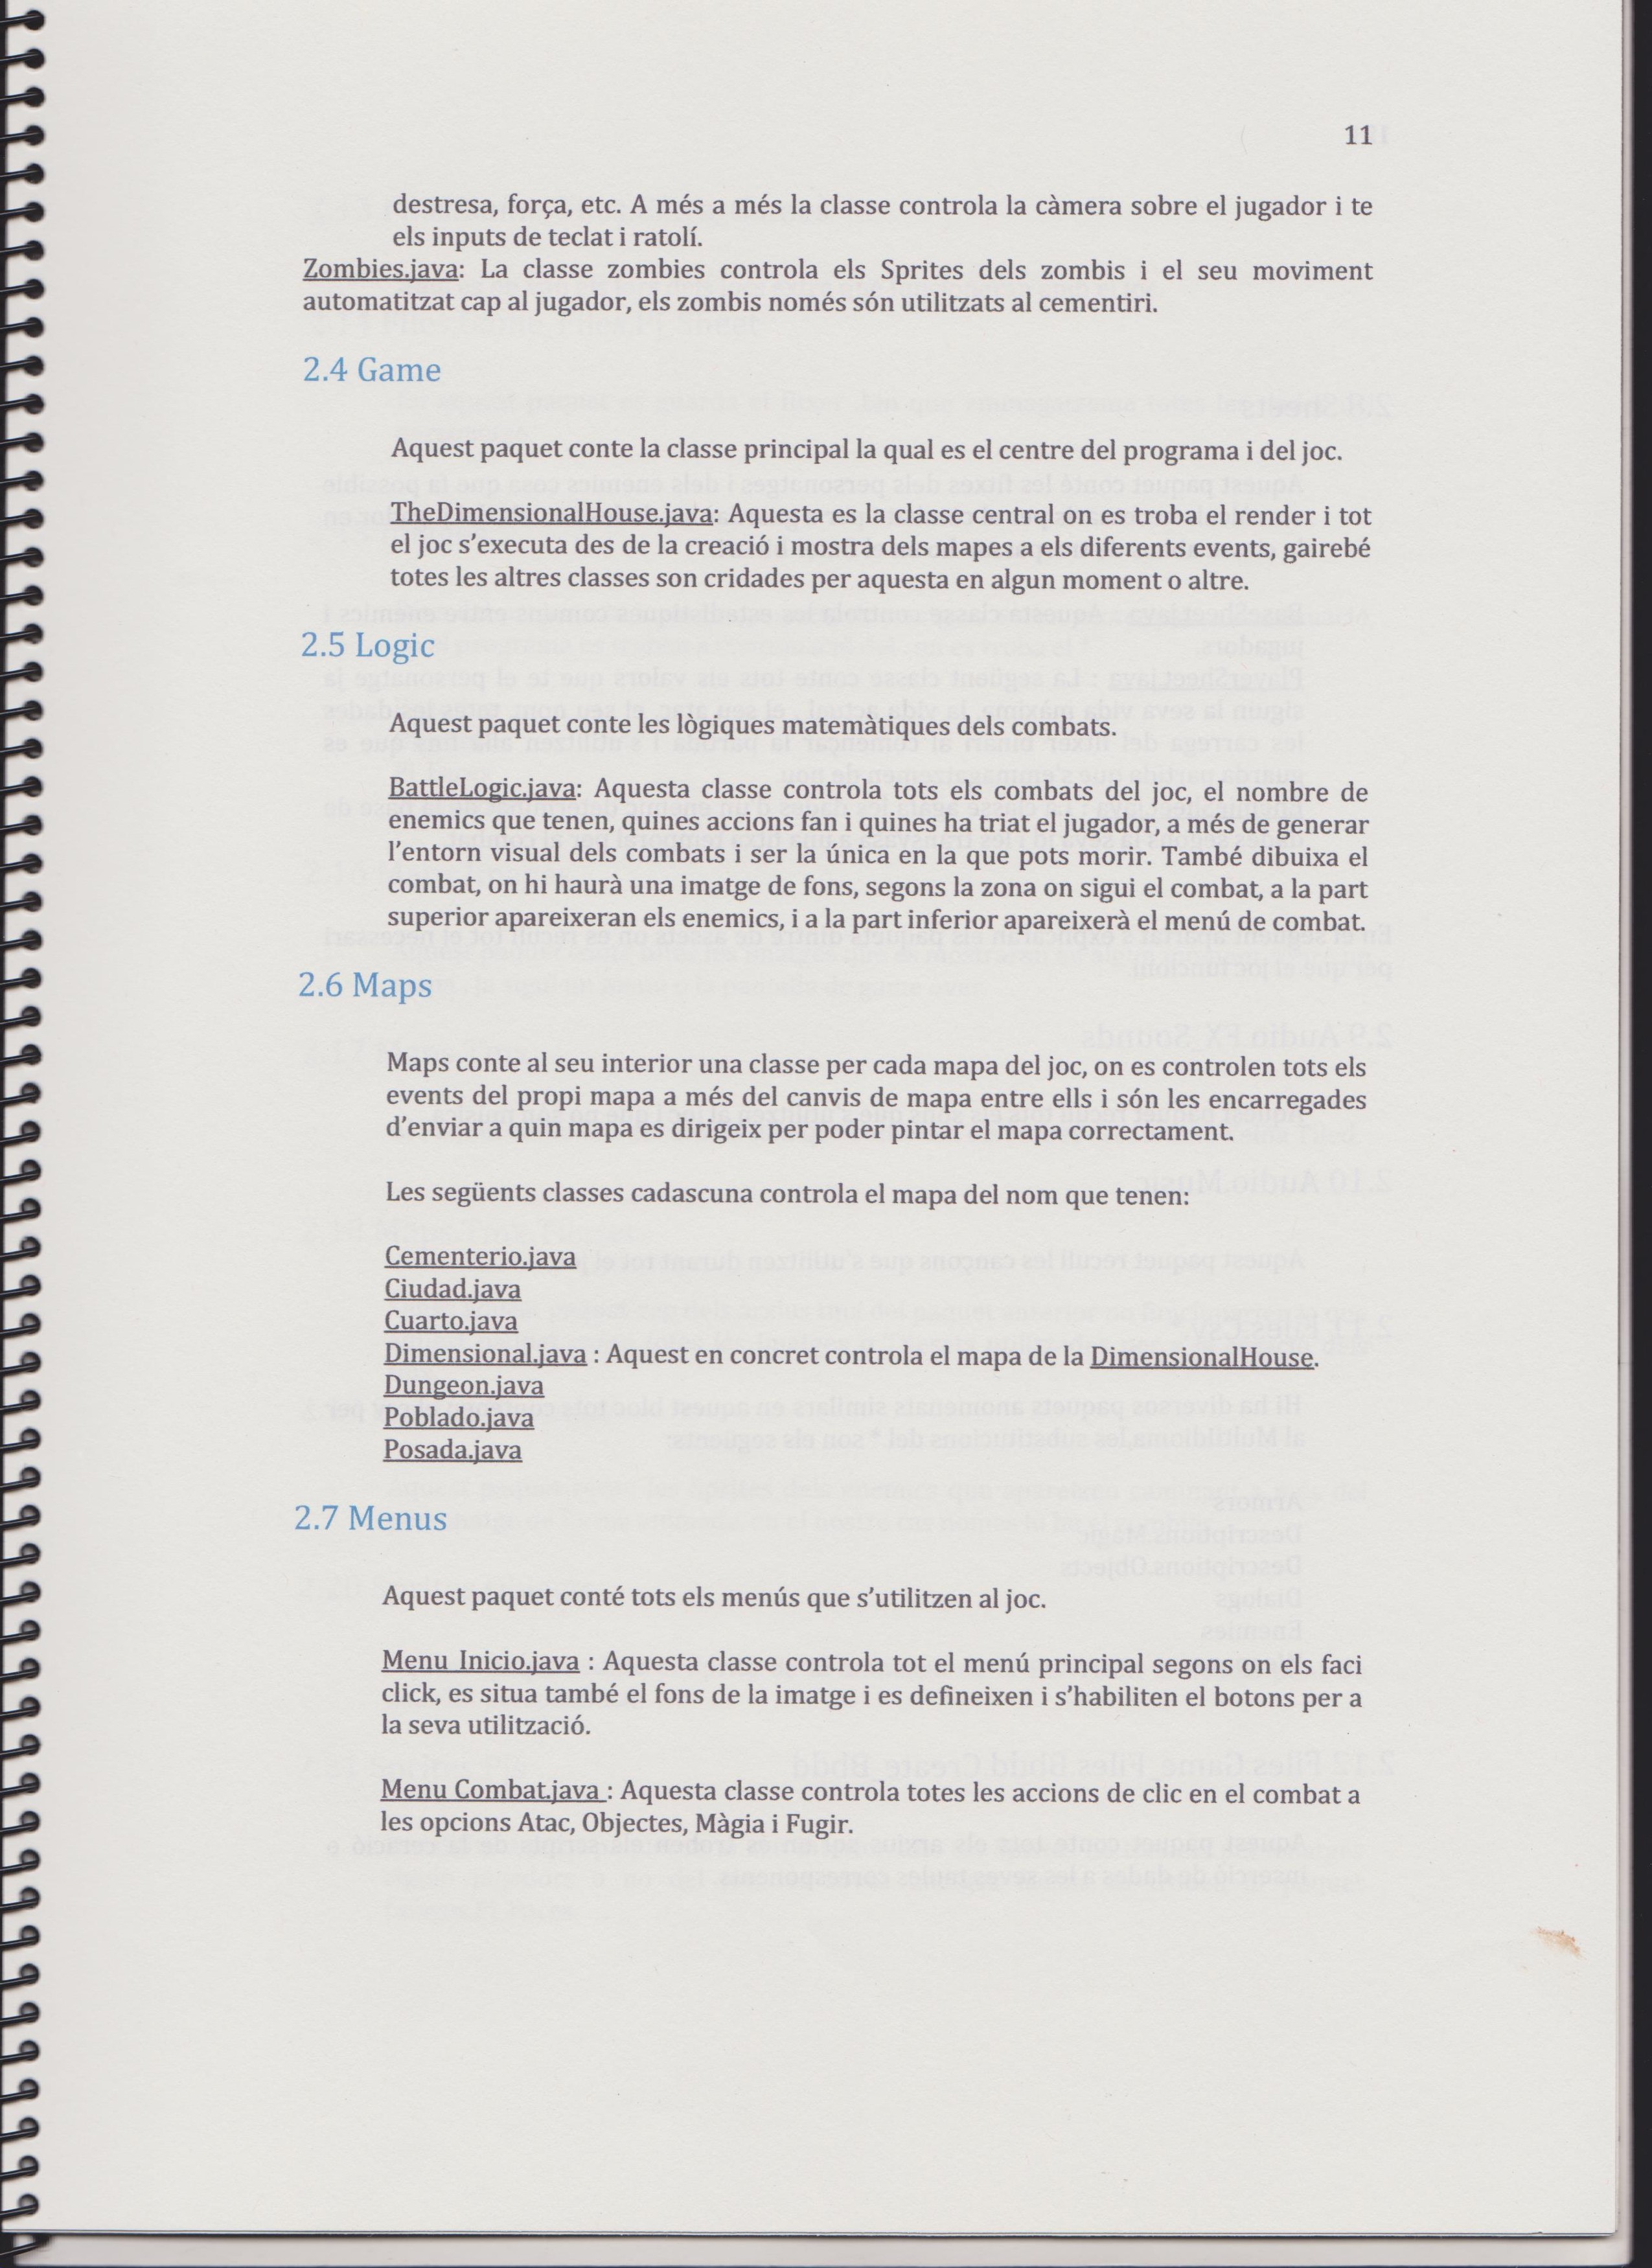 11
destresa, força, etc. A més a més la classe controla la càmera sobre el jugador i te
els inputs de teclat i ratolí.
Zombies.java: La classe zombies controla els Sprites dels zombis i el seu moviment
automatitzat cap al jugador, els zombis només són utilitzats al cementiri.
2.4 Game
Aquest paquet conte la classe principal la qual es el centre del programa i del joc.
TheDimensionalHouse.java: Aquesta es la classe central on es troba el render i tot
el joc s’executa des de la creació i mostra dels mapes a els diferents events, gairebé
totes les altres classes son cridades per aquesta en algun moment o altre.
2.5 Logic
Aquest paquet conte les lògiques matemàtiques dels combats.
BattleLogic.java: Aquesta classe controla tots els combats del joc, el nombre de
enemics que tenen, quines accions fan i quines ha triat el jugador, a més de generar
l’entorn visual dels combats i ser la única en la que pots morir. També dibuixa el
combat, on hi haurà una imatge de fons, segons la zona on sigui el combat, a la part
superior apareixeran els enemics, i a la part inferior apareixerà el menú de combat.
2.6 Maps
Maps conte al seu interior una classe per cada mapa del joc, on es controlen tots els
events del propi mapa a més del canvis de mapa entre ells i són les encarregades
d’enviar a quin mapa es dirigeix per poder pintar el mapa correctament.
Les següents classes cadascuna controla el mapa del nom que tenen:
Cementerio.java
Ciudad.java
Cuarto.java
Dimensional.java : Aquest en concret controla el mapa de la DimensionalHouse.
Dungeon.java
Poblado.java
Posada.java
2.7 Menus
Aquest paquet conté tots els menús que s’utilitzen al joc.
Menu_Inicio.java : Aquesta classe controla tot el menú principal segons on els faci
click, es situa també el fons de la imatge i es defineixen i s’habiliten el botons per a
la seva utilització.
Menu Combat.java : Aquesta classe controla totes les accions de clic en el combat a
les opcions Atac, Objectes, Màgia i Fugir.